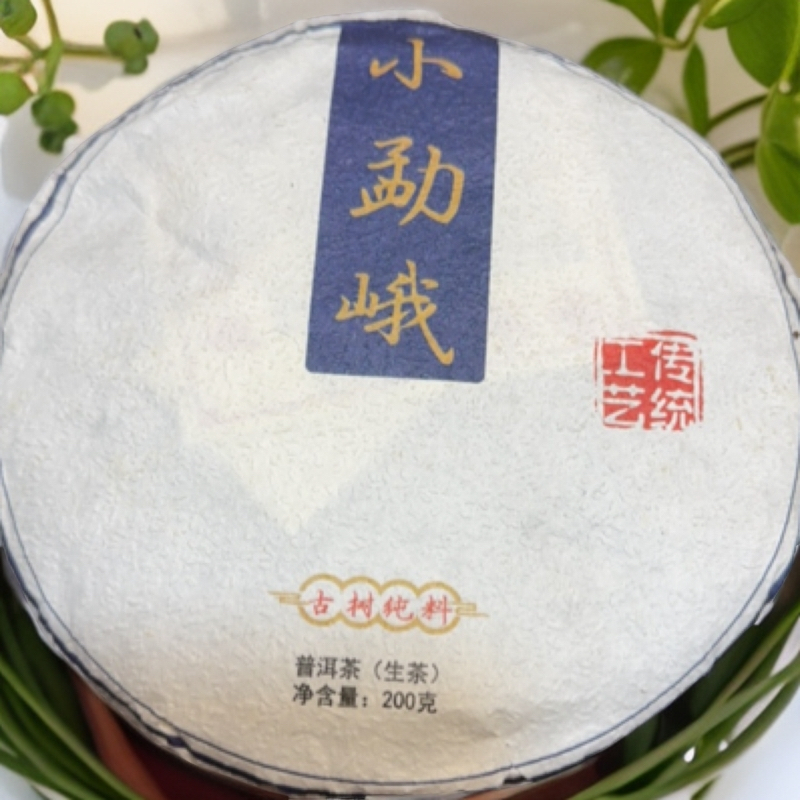 小勐峨
传统
工艺
古树纯料
普洱茶（生茶）
净含量：200克